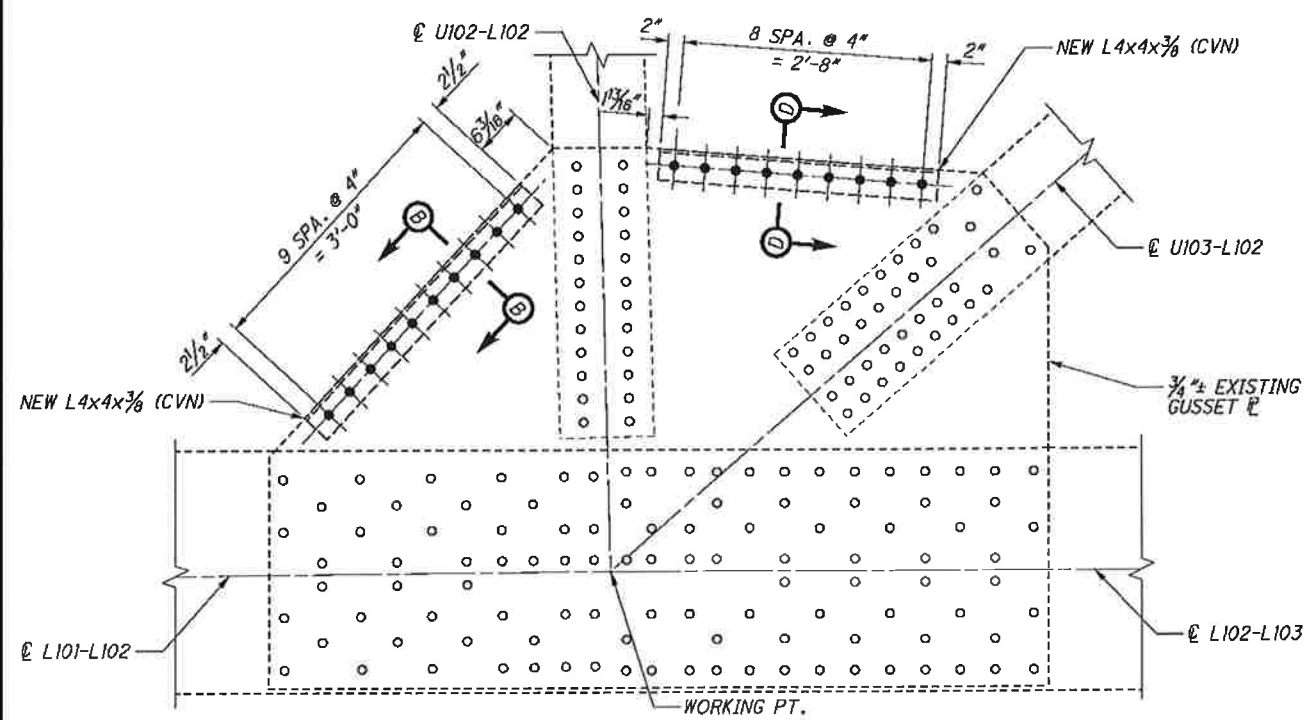 ℄ U102-L102
2"
8 SPA. @ 4"
= 2'-8"
2"
NEW L4x4x⅜ (CVN)
2½"
6³⁄₁₆"
1¹³⁄₁₆"
D
D
9 SPA. @ 4"
= 3'-0"
B
B
℄ U103-L102
2½"
NEW L4x4x⅜ (CVN)
¾"± EXISTING
GUSSET ⅊
℄ L101-L102
℄ L102-L103
WORKING PT.